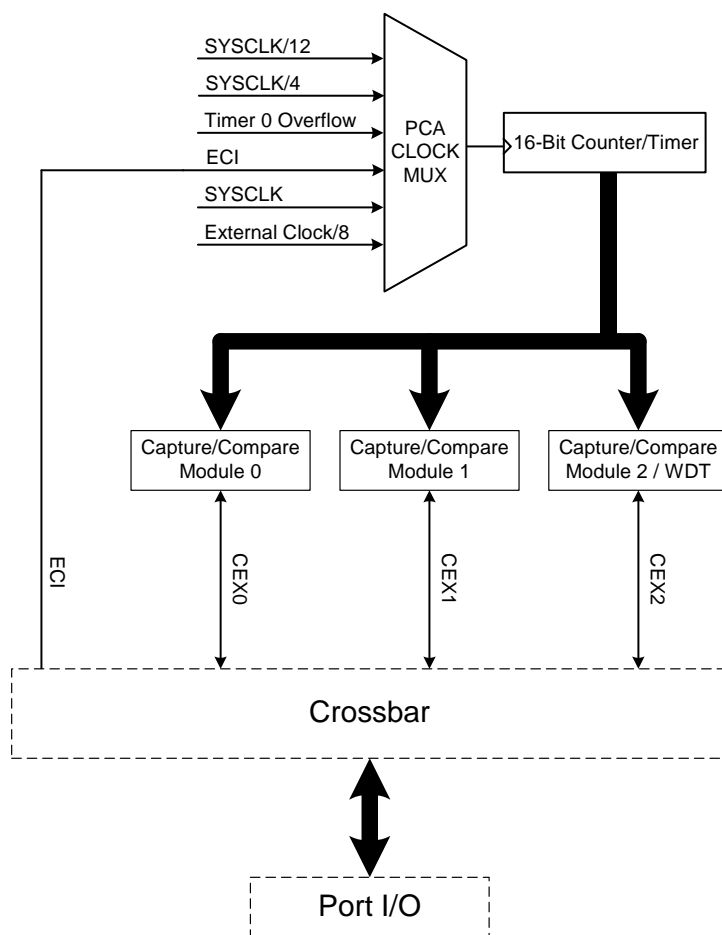 SYSCLK/12
SYSCLK/4
Timer 0 Overflow
ECI
SYSCLK
External Clock/8
PCA
CLOCK
MUX
16-Bit Counter/Timer
Capture/Compare
Module 0
Capture/Compare
Module 1
Capture/Compare
Module 2 / WDT
ECI
CEX0
CEX1
CEX2
Crossbar
Port I/O